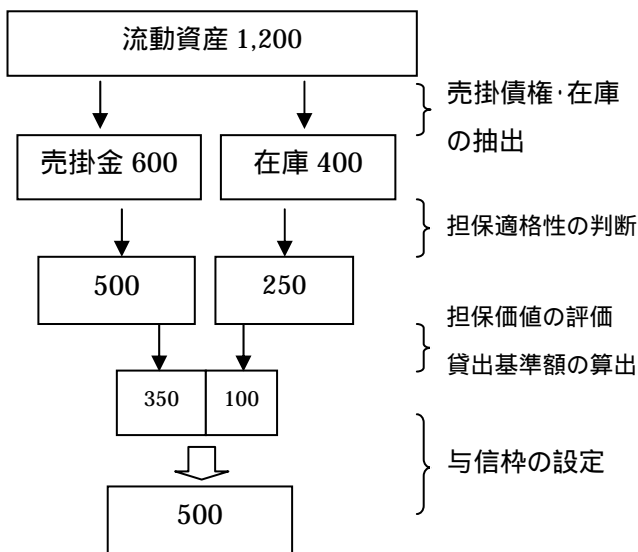 流動資産 1,200
売掛債権・在庫
の抽出
売掛金 600
在庫 400
担保適格性の判断
500
250
担保価値の評価
貸出基準額の算出
350
100
与信枠の設定
500